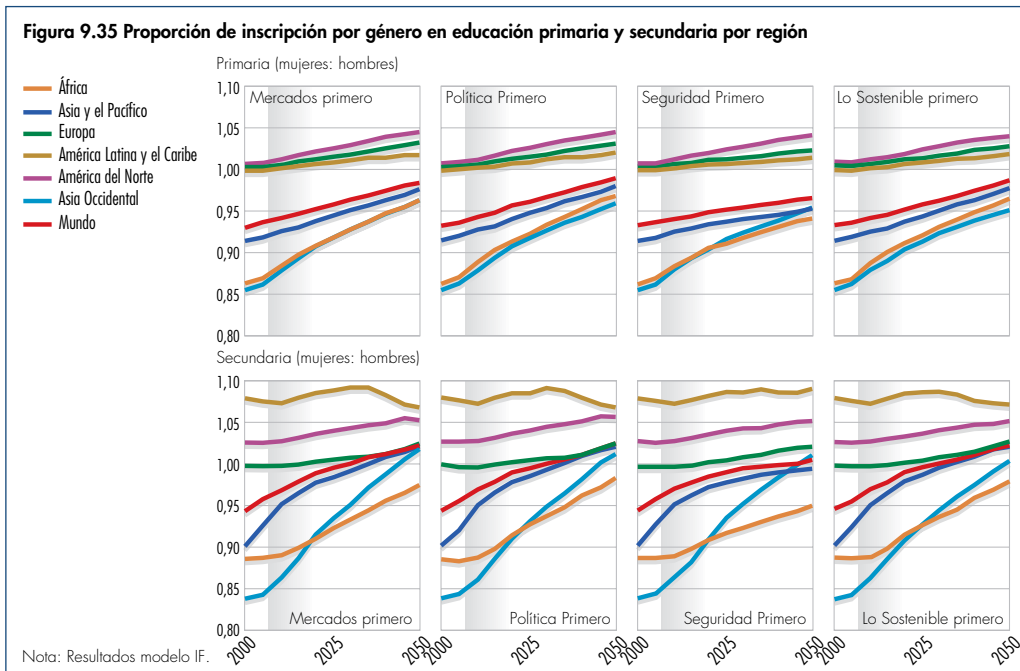 Figura 9.35 Proporción de inscripción por género en educación primaria y secundaria por región
Primaria (mujeres: hombres)
África
Asia y el Pacífico
Europa
América Latina y el Caribe
América del Norte
Asia Occidental
Mundo
1,10
1,05
1,00
0,95
0,90
0,85
0,80
Mercados primero
Política Primero
Seguridad Primero
Lo Sostenible primero
Secundaria (mujeres: hombres)
1,10
1,05
1,00
0,95
0,90
0,85
0,80
Mercados primero
Política Primero
Seguridad Primero
Lo Sostenible primero
2000 2025 2050
2000 2025 2050
2000 2025 2050
2000 2025 2050
Nota: Resultados modelo IF.